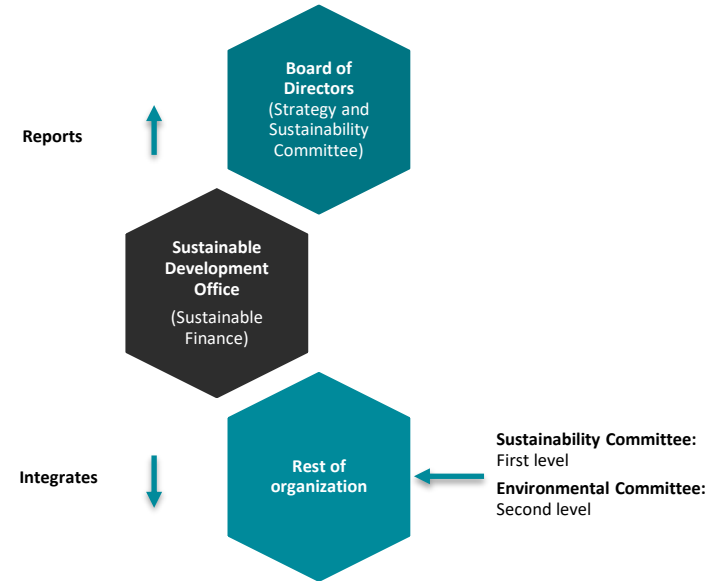 Board of
Directors
(Strategy and
Sustainability
Committee)
Reports
Sustainable
Development
Office
(Sustainable
Finance)
Rest of
organization
Integrates
Sustainability Committee:
First level
Environmental Committee:
Second level